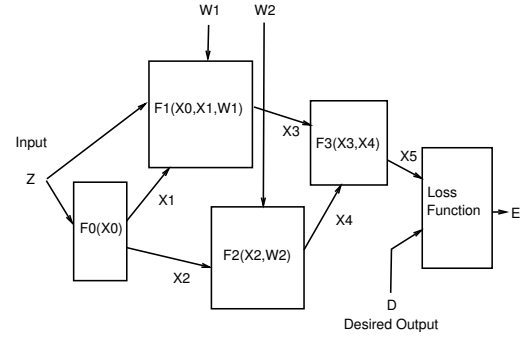 W1
W2
F1(X0,X1,W1)
X3
F3(X3,X4)
X5
Input
Z
Loss
Function
E
X1
F0(X0)
X4
F2(X2,W2)
X2
D
Desired Output